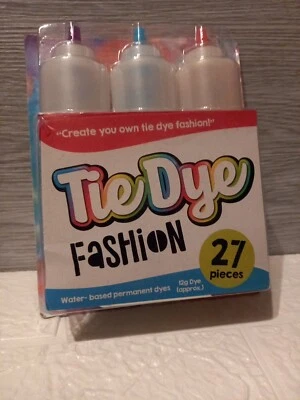 "Create you own tie dye fashion!"
Tie Dye
FasHiON
27
pieces
Water- based permanent dyes
12g Dye
(approx.)